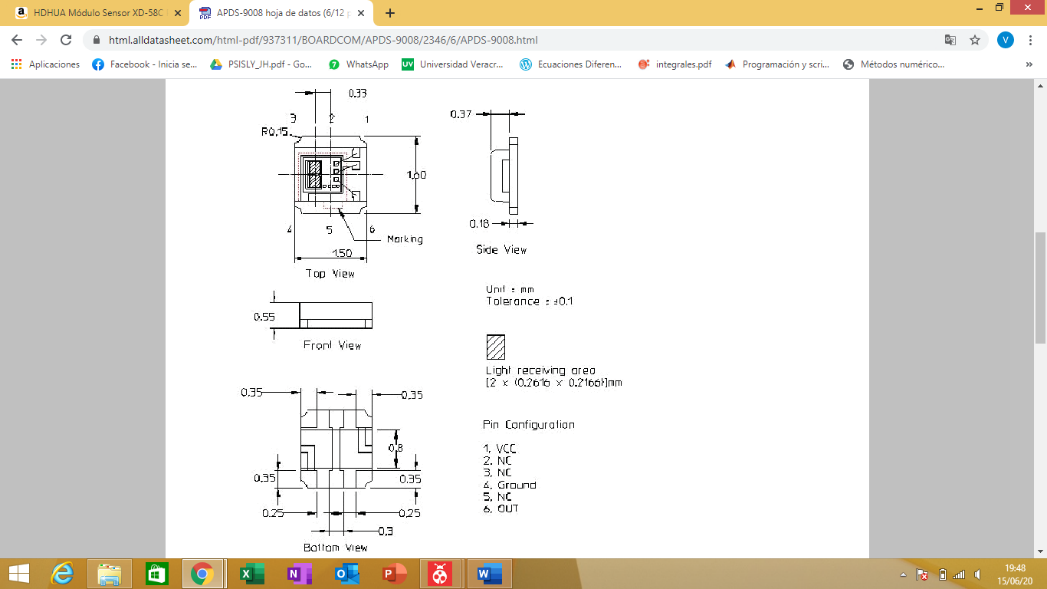 HDHUA Módulo Sensor XD-58C
APDS-9008 hoja de datos (6/12 p
html.alldatasheet.com/html-pdf/937311/BOARDCOM/APDS-9008/2346/6/APDS-9008.html
V
Aplicaciones
Facebook - Inicia se...
PSISLY_JH.pdf - Go...
WhatsApp
UV Universidad Verac...
Ecuaciones Diferen...
integrales.pdf
Programación y scri...
Métodos numéric...
»
0.33
3 2 1
R0.15
1.60
4 5 6
Marking
1.50
Top View
0.37
0.18
Side View
Unit : mm
Tolerance : ±0.1
0.55
Front View
Light receiving area
[2 x (0.2616 x 0.2166)]mm
0.35
0.35
0.8
0.35
0.35
0.25
0.25
0.3
Bottom View
Pin Configuration
1, VCC
2, NC
3, NC
4, Ground
5, NC
6, OUT
19:48
15/06/20